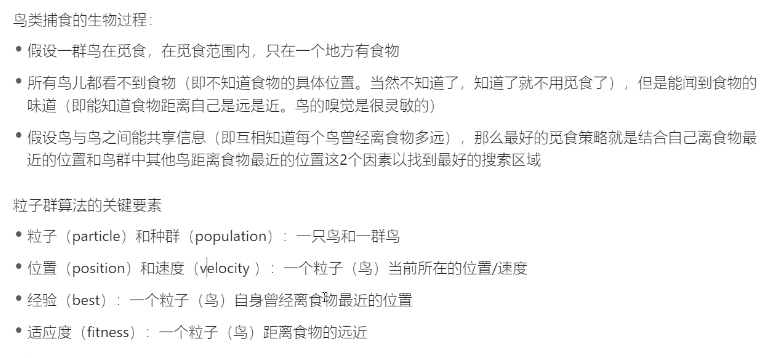 鸟类捕食的生物过程：
• 假设一群鸟在觅食，在觅食范围内，只在一个地方有食物
• 所有鸟儿都看不到食物（即不知道食物的具体位置。当然不知道了，知道了就不用觅食了），但是能闻到食物的
味道（即能知道食物距离自己是远是近。鸟的嗅觉是很灵敏的）
• 假设鸟与鸟之间能共享信息（即互相知道每个鸟曾经离食物多远），那么最好的觅食策略就是结合自己离食物最
近的位置和鸟群中其他鸟距离食物最近的位置这2个因素以找到最好的搜索区域
粒子群算法的关键要素
• 粒子（particle）和种群（population）：一只鸟和一群鸟
• 位置（position）和速度（velocity ）：一个粒子（鸟）当前所在的位置/速度
• 经验（best）：一个粒子（鸟）自身曾经离食物最近的位置
• 适应度（fitness）：一个粒子（鸟）距离食物的远近